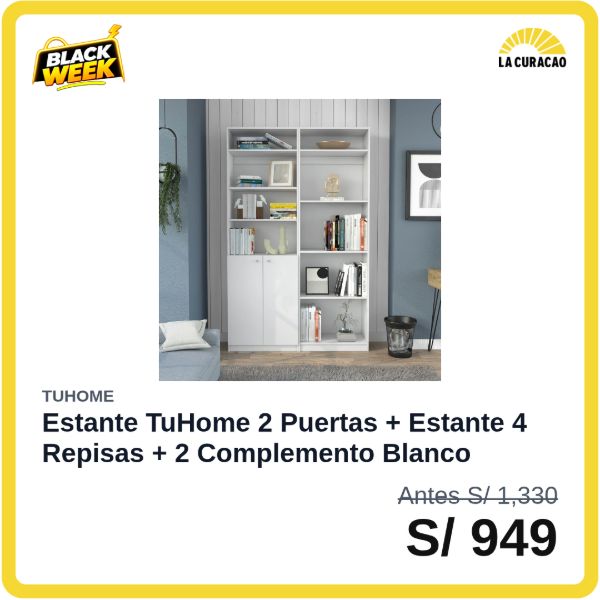 BLACK
WEEK
LA CURACAO
TUHOME
Estante TuHome 2 Puertas + Estante 4
Repisas + 2 Complemento Blanco
Antes S/ 1,330
S/ 949